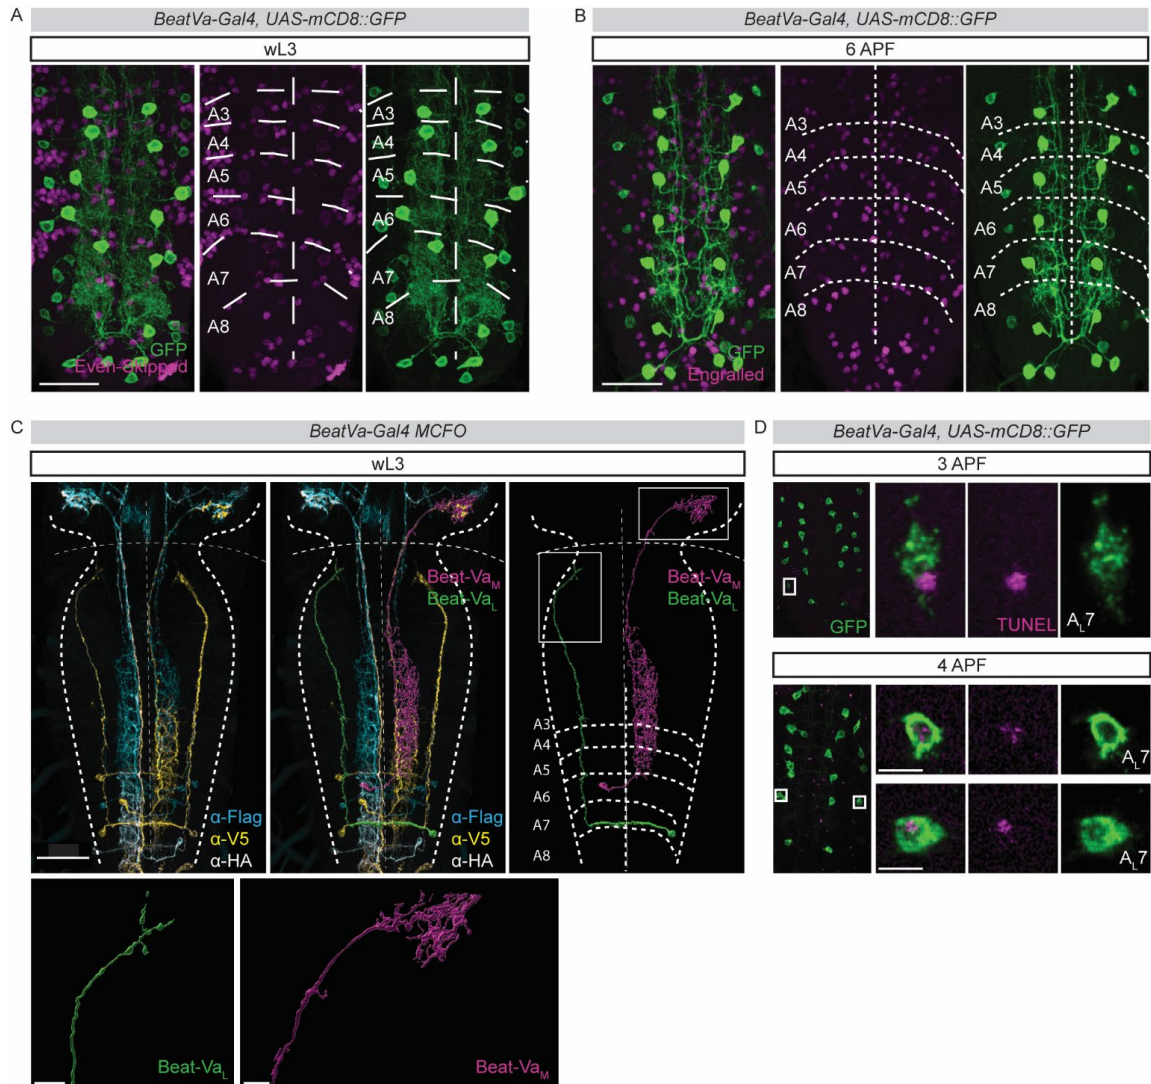 A
BeatVa-Gal4, UAS-mCD8::GFP
wL3
A3
A4
A5
A6
A7
A8
GFP
Even-Skipped
A3
A4
A5
A6
A7
A8
B
BeatVa-Gal4, UAS-mCD8::GFP
6 APF
A3
A4
A5
A6
A7
A8
GFP
Engrailed
A3
A4
A5
A6
A7
A8
C
BeatVa-Gal4 MCFO
wL3
α-Flag
α-V5
α-HA
Beat-VaM
Beat-VaL
α-Flag
α-V5
α-HA
Beat-VaM
Beat-VaL
A3
A4
A5
A6
A7
A8
Beat-VaL
Beat-VaM
D
BeatVa-Gal4, UAS-mCD8::GFP
3 APF
GFP
TUNEL
AL7
4 APF
AL7
AL7